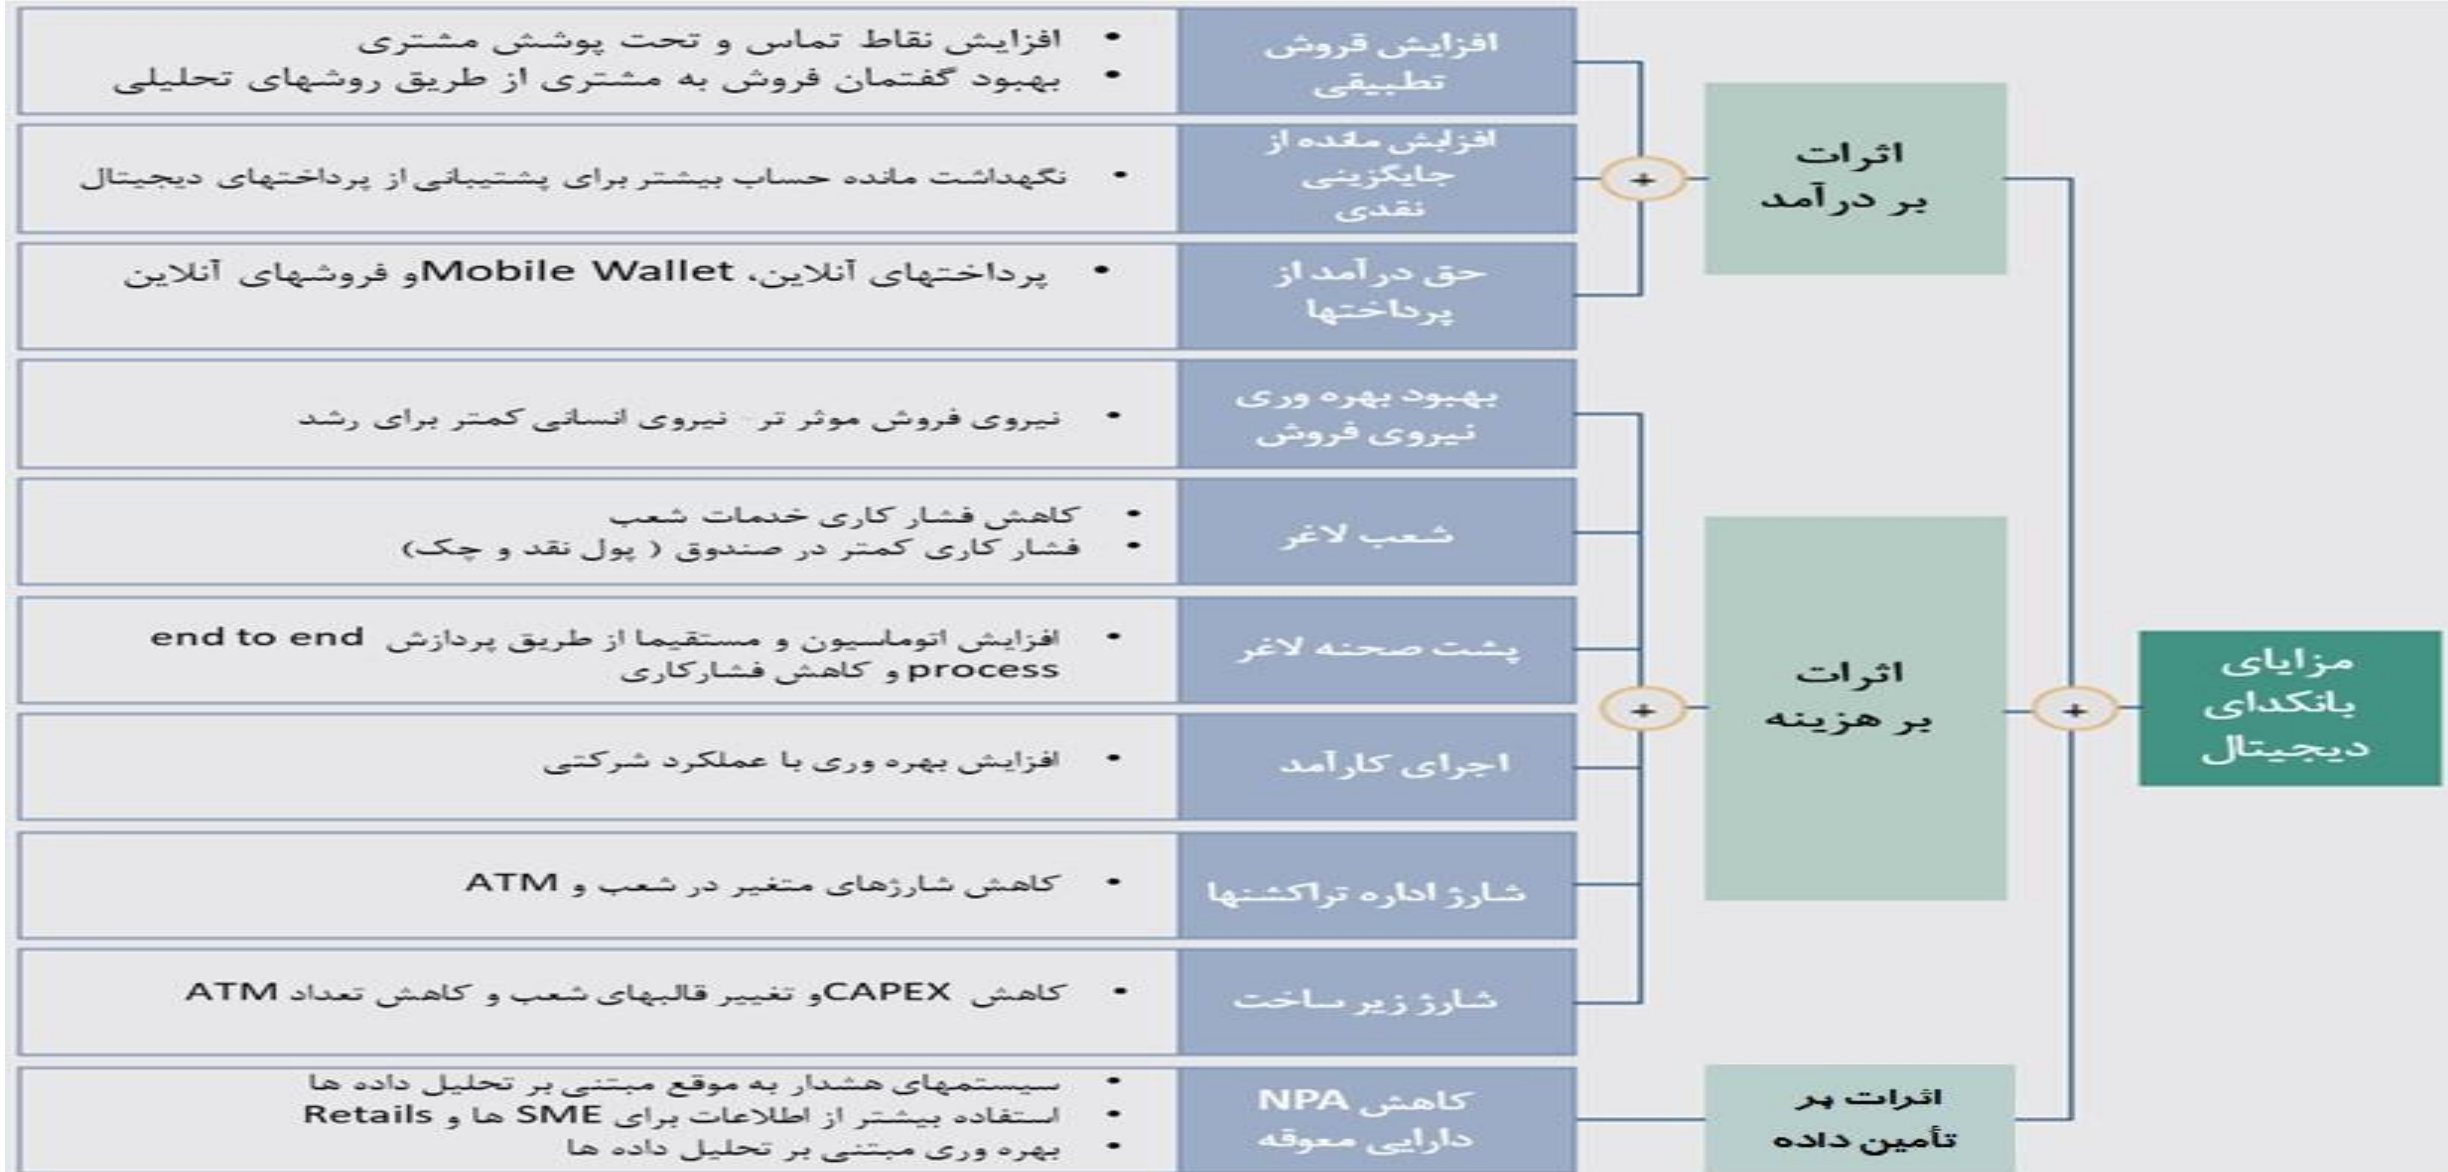 مزایای
بانکدای
دیجیتال
+
اثرات
بر درآمد
+
افزایش قروش
تطبیقی
• افزایش نقاط تماس و تحت پوشش مشتری
• بهبود گفتمان فروش به مشتری از طریق روشهای تحلیلی
افزایش مانده از
جایگزینی
نقدی
• نگهداشت مانده حساب بیشتر برای پشتیبانی از پرداختهای دیجیتال
حق درآمد از
پرداختها
• پرداختهای آنلاین، Mobile Wallet و فروشهای آنلاین
اثرات
بر هزینه
+
بهبود بهره وری
نیروی فروش
• نیروی فروش موثر تر- نیروی انسانی کمتر برای رشد
شعب لاغر
• کاهش فشار کاری خدمات شعب
• فشار کاری کمتر در صندوق ( پول نقد و چک)
پشت صحنه لاغر
• افزایش اتوماسیون و مستقیما از طریق پردازش end to end
process و کاهش فشارکاری
اجرای کارآمد
• افزایش بهره وری با عملکرد شرکتی
شارژ اداره تراکشنها
• کاهش شارژهای متغیر در شعب و ATM
شارژ زیر ساخت
• کاهش CAPEX و تغییر قالبهای شعب و کاهش تعداد ATM
اثرات بر
تأمین داده
کاهش NPA
دارایی معوقه
• سیستمهای هشدار به موقع مبتنی بر تحلیل داده ها
• استفاده بیشتر از اطلاعات برای SME ها و Retails
• بهره وری مبتنی بر تحلیل داده ها